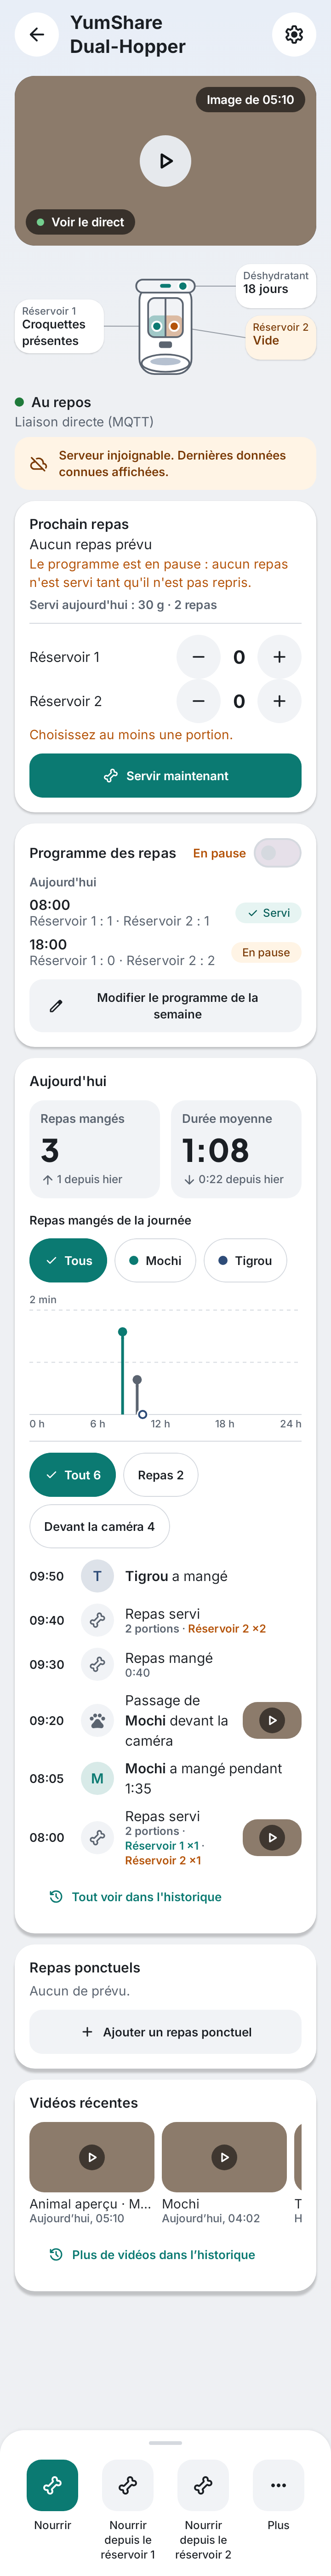 YumShare
Dual-Hopper
Image de 05:10
Voir le direct
Déshydratant
18 jours
Réservoir 1
Croquettes
présentes
Réservoir 2
Vide
Au repos
Liaison directe (MQTT)
Serveur injoignable. Dernières données
connues affichées.
Prochain repas
Aucun repas prévu
Le programme est en pause : aucun repas
n'est servi tant qu'il n'est pas repris.
Servi aujourd'hui : 30 g · 2 repas
Réservoir 1
0
Réservoir 2
0
Choisissez au moins une portion.
Servir maintenant
Programme des repas
En pause
Aujourd'hui
08:00
Réservoir 1 : 1 · Réservoir 2 : 1
Servi
18:00
Réservoir 1 : 0 · Réservoir 2 : 2
En pause
Modifier le programme de la
semaine
Aujourd'hui
Repas mangés
3
1 depuis hier
Durée moyenne
1:08
0:22 depuis hier
Repas mangés de la journée
Tous
Mochi
Tigrou
2 min
0 h
6 h
12 h
18 h
24 h
Tout 6
Repas 2
Devant la caméra 4
09:50
T
Tigrou a mangé
09:40
Repas servi
2 portions · Réservoir 2 ×2
09:30
Repas mangé
0:40
09:20
Passage de
Mochi devant la
caméra
08:05
M
Mochi a mangé pendant
1:35
08:00
Repas servi
2 portions ·
Réservoir 1 ×1 ·
Réservoir 2 ×1
Tout voir dans l'historique
Repas ponctuels
Aucun de prévu.
Ajouter un repas ponctuel
Vidéos récentes
Animal aperçu · M...
Aujourd'hui, 05:10
Mochi
Aujourd'hui, 04:02
T
H
Plus de vidéos dans l'historique
Nourrir
Nourrir
depuis le
réservoir 1
Nourrir
depuis le
réservoir 2
Plus